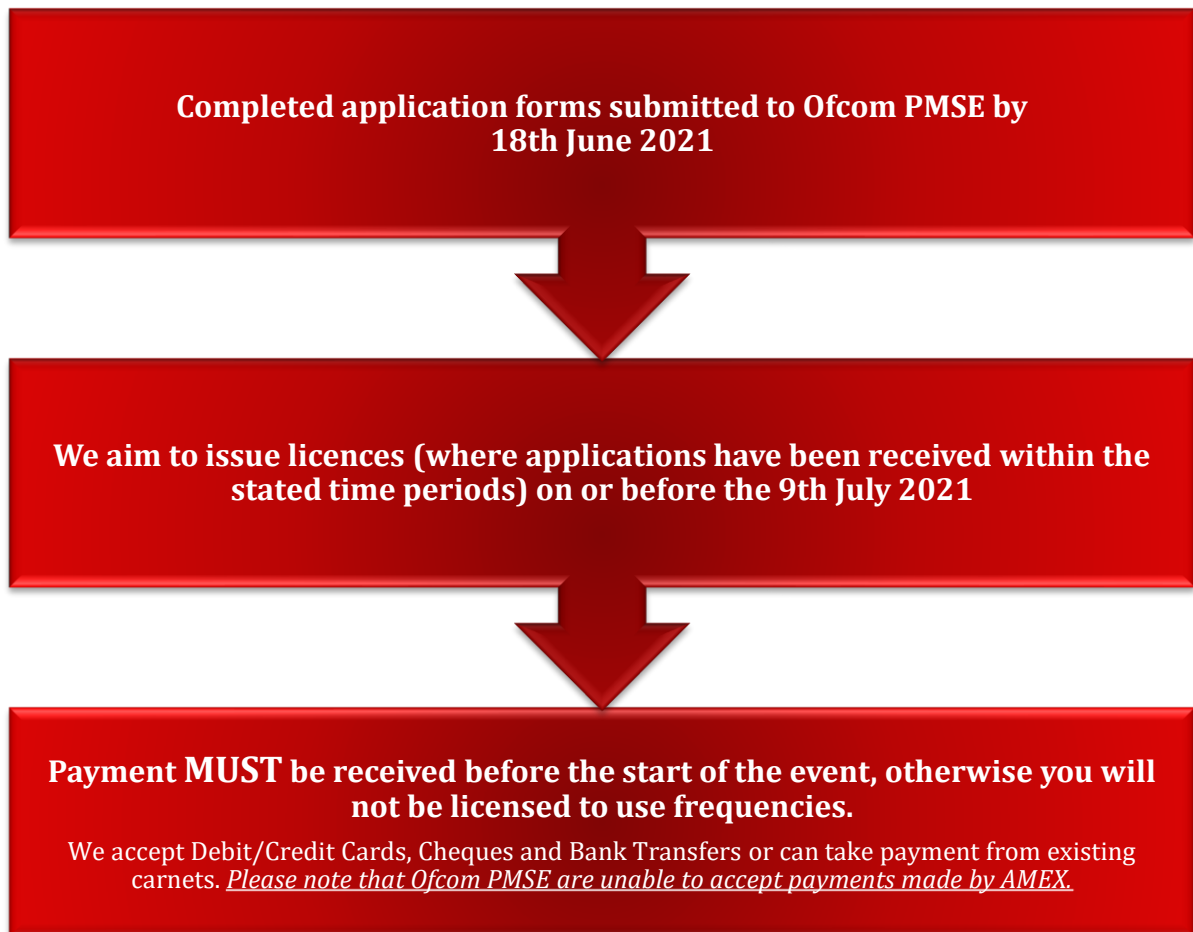 Completed application forms submitted to Ofcom PMSE by
18th June 2021
We aim to issue licences (where applications have been received within the
stated time periods) on or before the 9th July 2021
Payment MUST be received before the start of the event, otherwise you will
not be licensed to use frequencies.
We accept Debit/Credit Cards, Cheques and Bank Transfers or can take payment from existing
carnets. Please note that Ofcom PMSE are unable to accept payments made by AMEX.